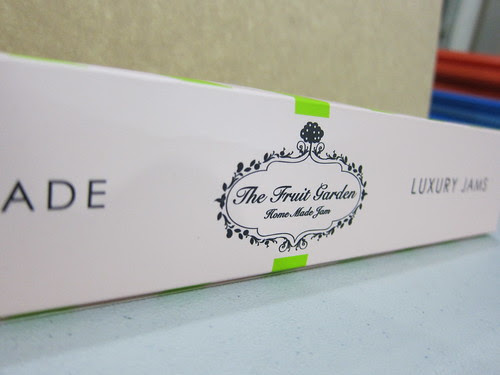 ADE
The Fruit Garden
Home Made Jam
LUXURY JAMS